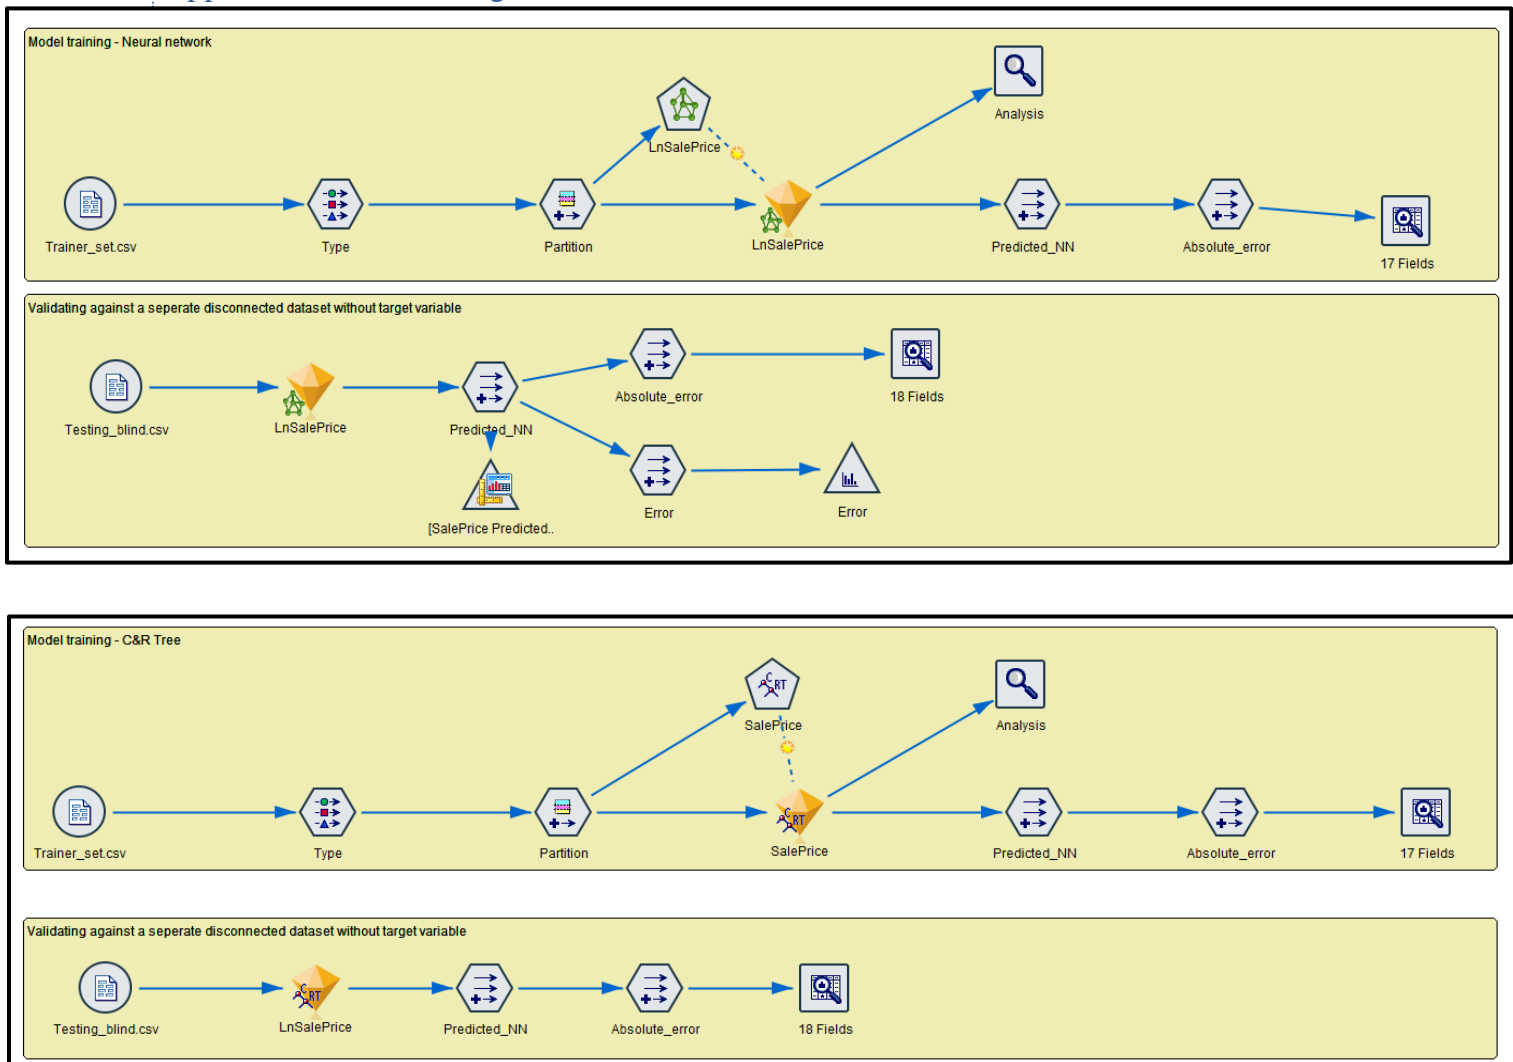 Model training - Neural network
Analysis
LnSalePrice
Trainer_set.csv
Type
Partition
LnSalePrice
Predicted_NN
Absolute_error
17 Fields
Validating against a seperate disconnected dataset without target variable
Absolute_error
18 Fields
Testing_blind.csv
LnSalePrice
Predicted_NN
[SalePrice Predicted..
Error
Error
Model training - C&R Tree
C
RT
SalePrice
Analysis
C
RT
Trainer_set.csv
Type
Partition
SalePrice
Predicted_NN
Absolute_error
17 Fields
Validating against a seperate disconnected dataset without target variable
C
RT
Testing_blind.csv
LnSalePrice
Predicted_NN
Absolute_error
18 Fields